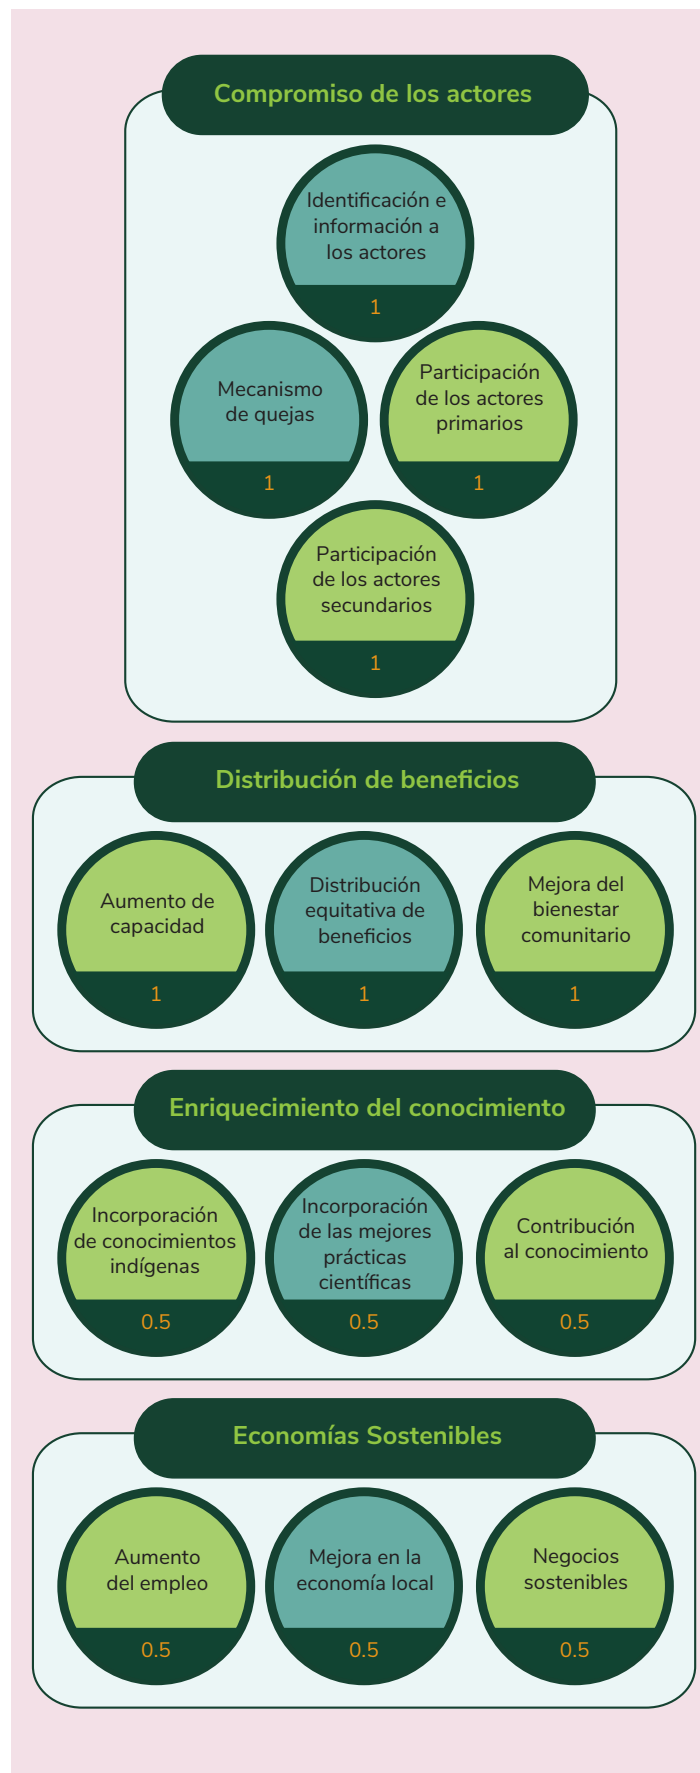 Compromiso de los actores
Identificación e
información a
los actores
1
Mecanismo
de quejas
1
Participación
de los actores
primarios
1
Participación
de los actores
secundarios
1
Distribución de beneficios
Aumento de
capacidad
1
Distribución
equitativa de
beneficios
1
Mejora del
bienestar
comunitario
1
Enriquecimiento del conocimiento
Incorporación
de conocimientos
indígenas
0.5
Incorporación
de las mejores
prácticas
científicas
0.5
Contribución
al conocimiento
0.5
Economías Sostenibles
Aumento
del empleo
0.5
Mejora en la
economía local
0.5
Negocios
sostenibles
0.5